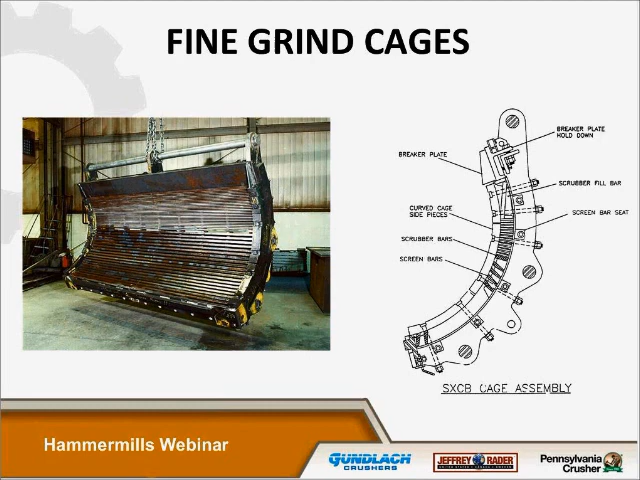 FINE GRIND CAGES
BREAKER PLATE
HOLD DOWN
BREAKER PLATE
SCRUBBER FILL BAR
CURVED CAGE
SIDE PIECES
SCREEN BAR SEAT
SCRUBBER BARS
SCREEN BARS
SXCB CAGE ASSEMBLY
Hammermills Webinar
GUNDLACH
CRUSHERS
JEFFREY RADER
Pennsylvania
Crusher